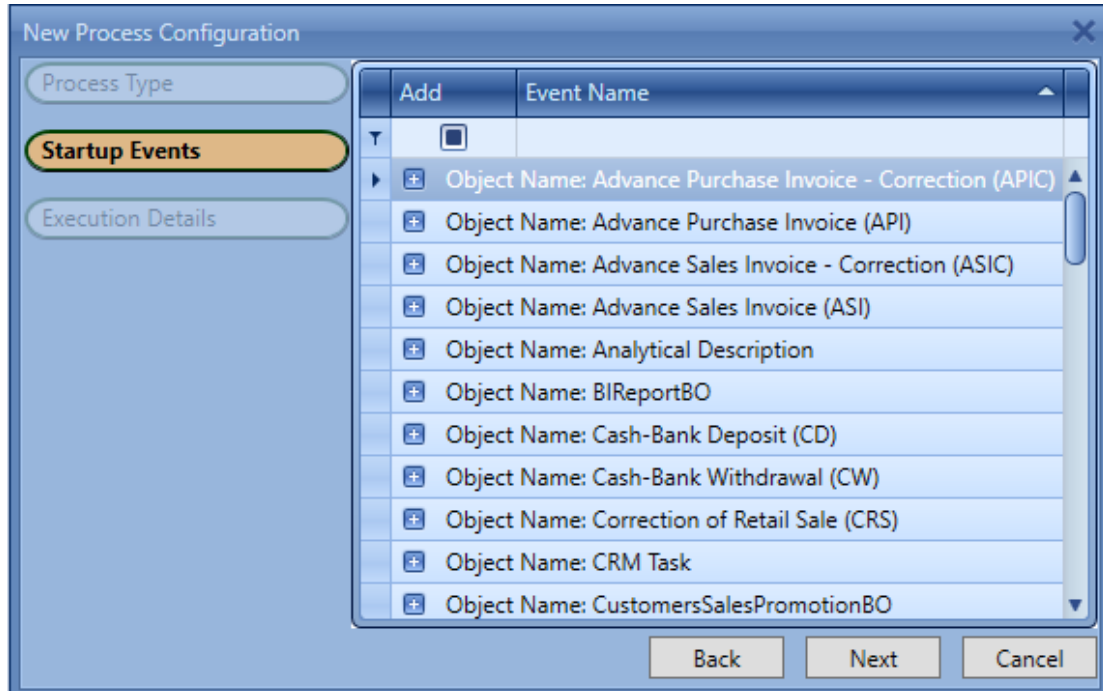 New Process Configuration
Process Type
Startup Events
Execution Details
Add Event Name
Object Name: Advance Purchase Invoice - Correction (APIC)
Object Name: Advance Purchase Invoice (API)
Object Name: Advance Sales Invoice - Correction (ASIC)
Object Name: Advance Sales Invoice (ASI)
Object Name: Analytical Description
Object Name: BIReportBO
Object Name: Cash-Bank Deposit (CD)
Object Name: Cash-Bank Withdrawal (CW)
Object Name: Correction of Retail Sale (CRS)
Object Name: CRM Task
Object Name: CustomersSalesPromotionBO
Back Next Cancel